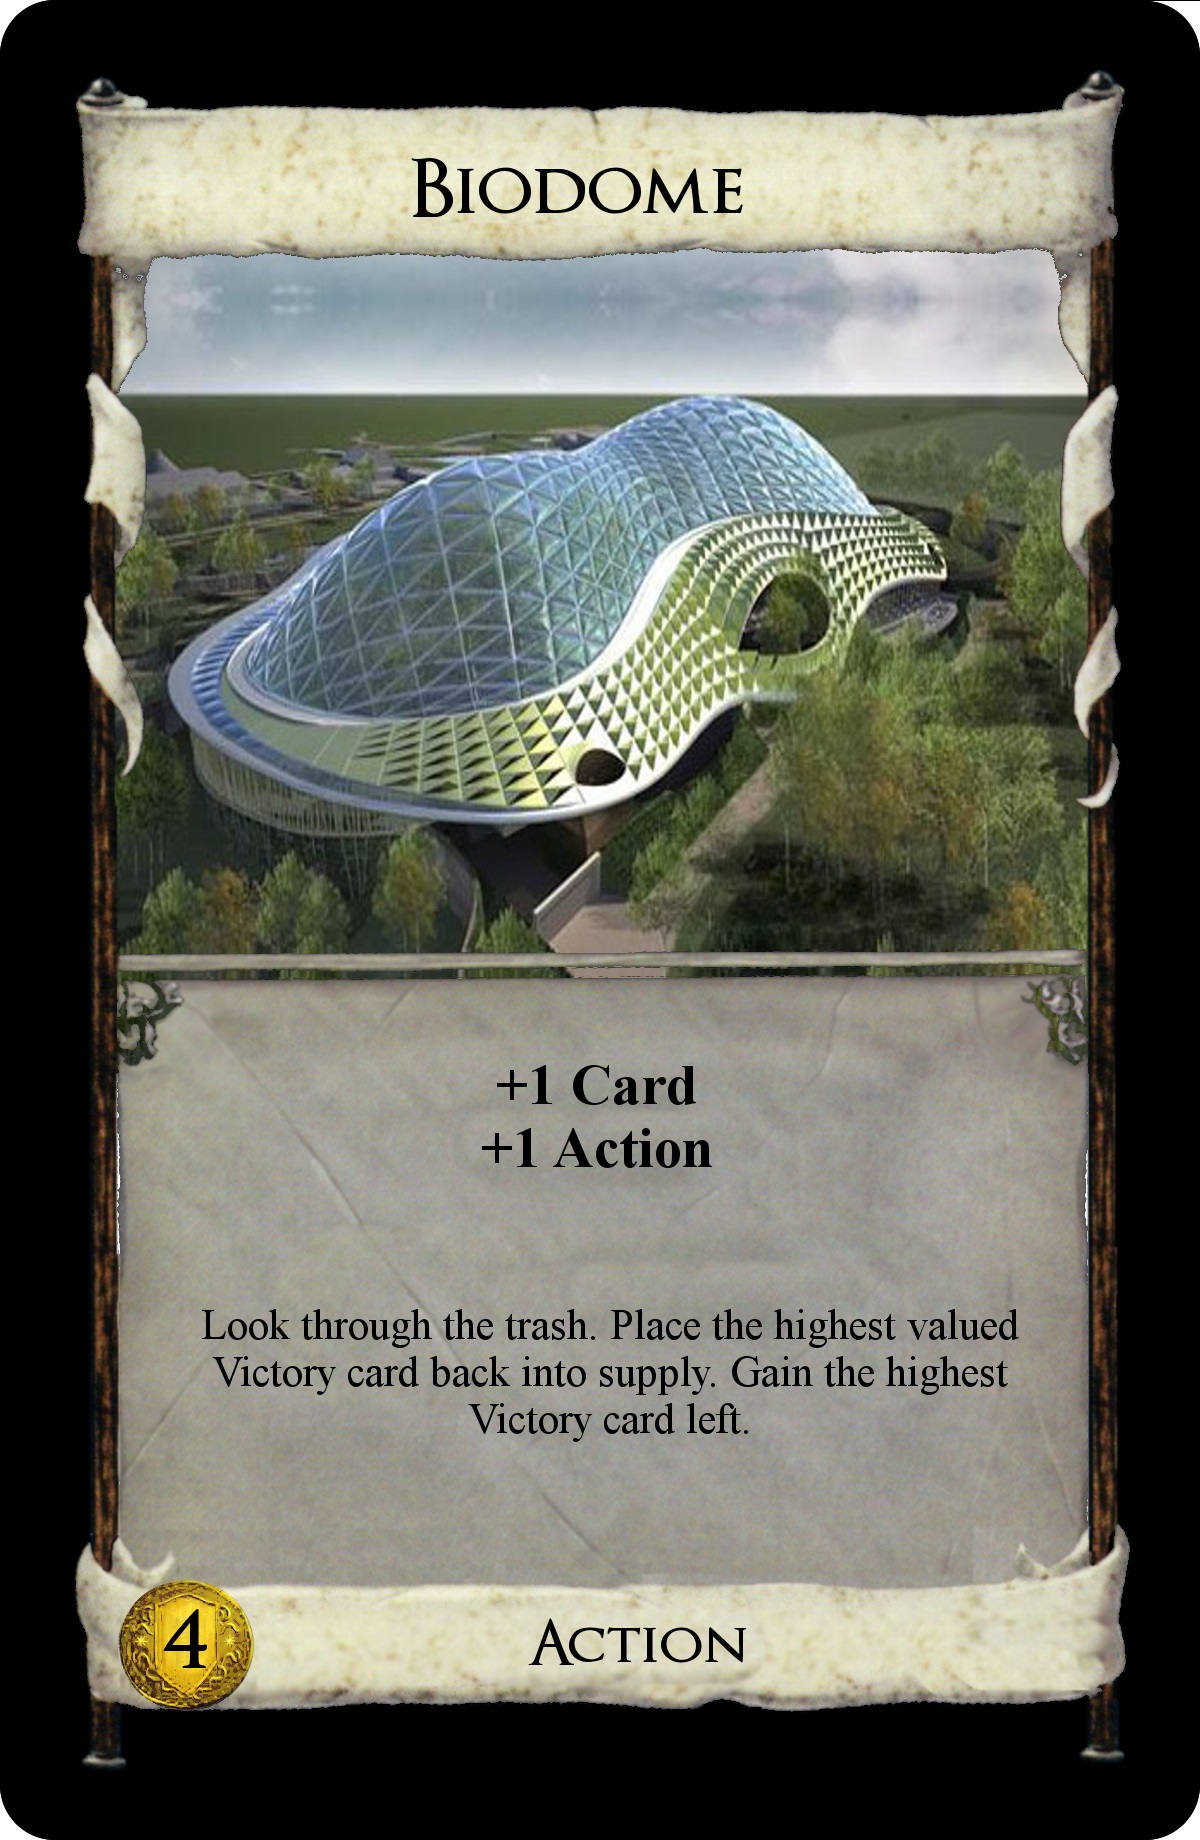 Biodome
+1 Card
+1 Action
Look through the trash. Place the highest valued
Victory card back into supply. Gain the highest
Victory card left.
4
Action